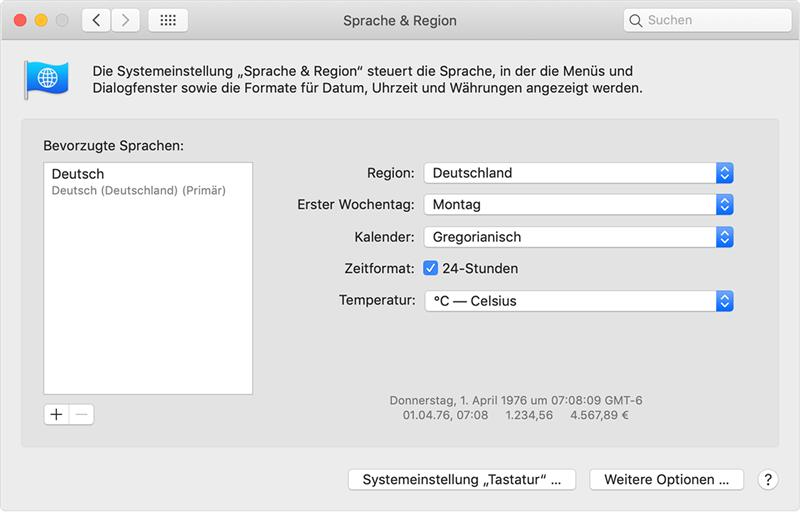 Sprache & Region
Suchen
Die Systemeinstellung „Sprache & Region“ steuert die Sprache, in der die Menüs und
Dialogfenster sowie die Formate für Datum, Uhrzeit und Währungen angezeigt werden.
Bevorzugte Sprachen:
Deutsch
Deutsch (Deutschland) (Primär)
Region: Deutschland
Erster Wochentag: Montag
Kalender: Gregorianisch
Zeitformat: 24-Stunden
Temperatur: °C — Celsius
Donnerstag, 1. April 1976 um 07:08:09 GMT-6
01.04.76, 07:08 1.234,56 4.567,89 €
Systemeinstellung „Tastatur“ ... Weitere Optionen ... ?